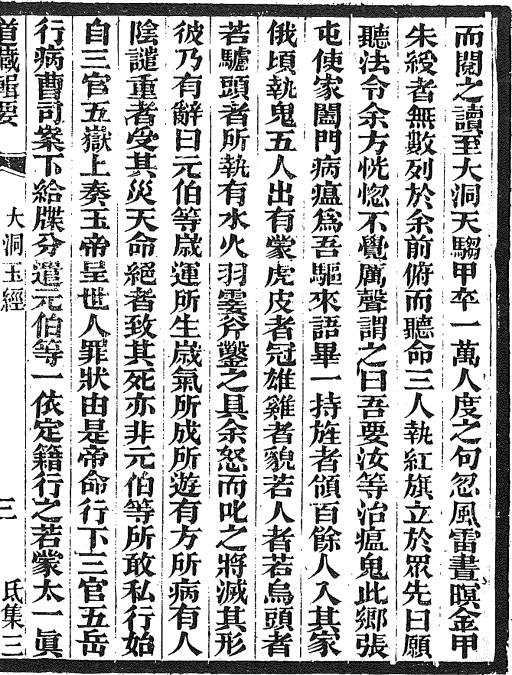 而閱之讀至大洞天騶甲卒一萬人度之句忽風雷晝暝金甲
朱綬者無數列於余前俯而聽命三人執紅旗立於眾先曰願
聽法令余方恍惚不覺厲聲謂之曰吾要汝等治瘟鬼此鄉張
屯使家闔門病瘟為吾驅來語畢一持旌者領百餘人入其家
俄頃執鬼五人出有蒙虎皮者冠雄雞者貌若人者若烏頭者
若驢頭者所執有水火羽霎斧鑿之具余怒而叱之將滅其形
彼乃有辭曰元伯等歲運所生歲氣所成所遊有方所病有人
陰譴重者受其災天命絕者致其死亦非元伯等所敢私行始
自三官五嶽上奏玉帝呈世人罪狀由是帝命行下三官五岳
行病曹司案下給牒分遣元伯等一依定籍行之若蒙太一眞
道藏輯要
大洞玉經
三
氐集三